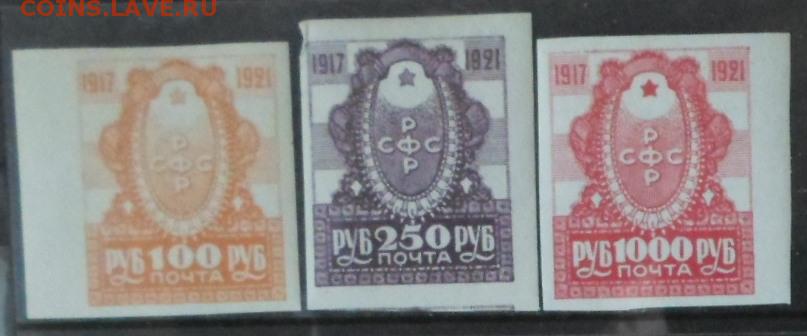 COINS.LAVE.RU
1917 1921
Р
С Ф С
Р
РУБ 100 РУБ
ПОЧТА
1917 1921
Р
С Ф С
Р
РУБ 250 РУБ
ПОЧТА
1917 1921
Р
С Ф С
Р
РУБ 1000 РУБ
ПОЧТА